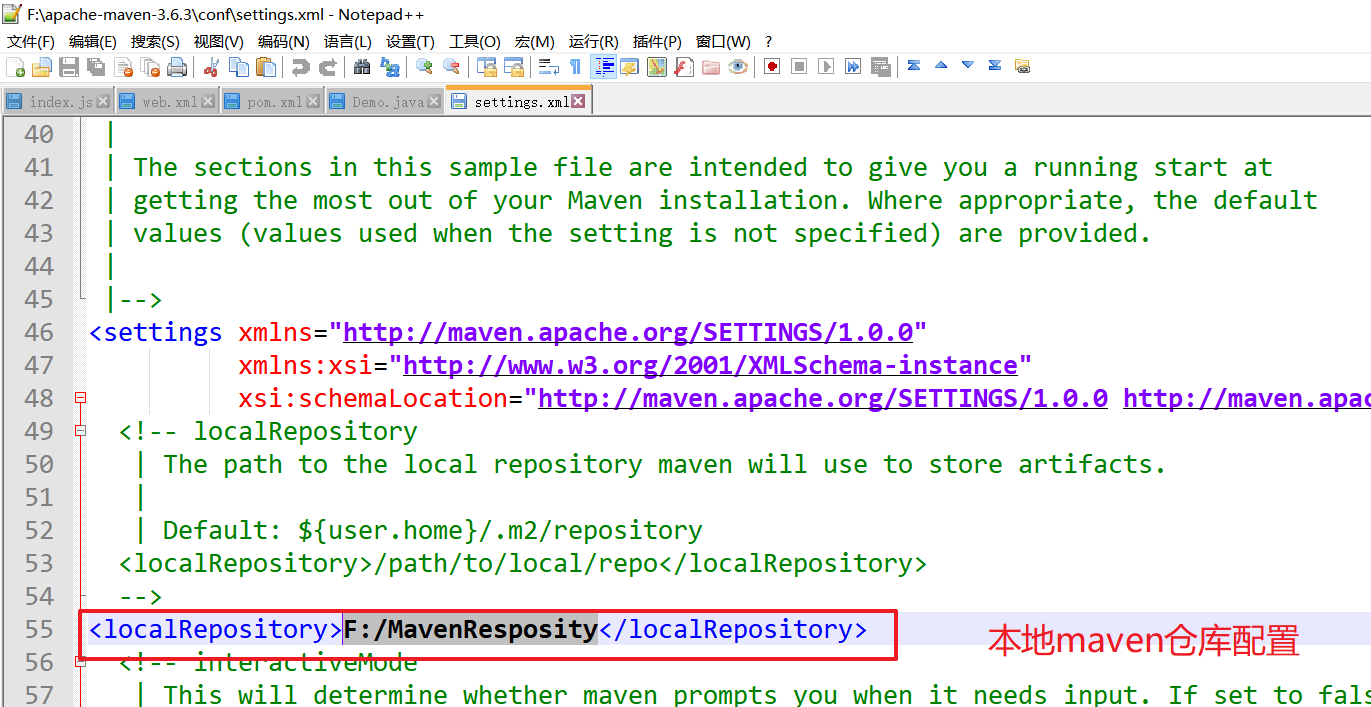 F:\apache-maven-3.6.3\conf\settings.xml - Notepad++
文件(F) 编辑(E) 搜索(S) 视图(V) 编码(N) 语言(L) 设置(T) 工具(O) 宏(M) 运行(R) 插件(P) 窗口(W) ?
index.js web.xml pom.xml Demo.java settings.xml
40 |
41 | The sections in this sample file are intended to give you a running start at
42 | getting the most out of your Maven installation. Where appropriate, the default
43 | values (values used when the setting is not specified) are provided.
44 |
45 |-->
46 <settings xmlns="http://maven.apache.org/SETTINGS/1.0.0"
47 xmlns:xsi="http://www.w3.org/2001/XMLSchema-instance"
48 xsi:schemaLocation="http://maven.apache.org/SETTINGS/1.0.0 http://maven.apac
49 <!-- localRepository
50 | The path to the local repository maven will use to store artifacts.
51 |
52 | Default: ${user.home}/.m2/repository
53 <localRepository>/path/to/local/repo</localRepository>
54 -->
55 <localRepository>F:/MavenResposity</localRepository>
本地maven仓库配置
56 <!-- interactiveMode
57 | This will determine whether maven prompts you when it needs input. If set to fals